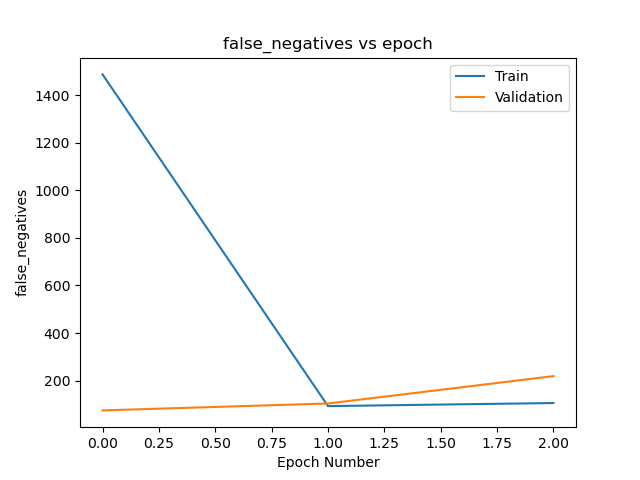 false_negatives vs epoch
Train
Validation
1400
1200
1000
800
600
400
200
false_negatives
0.00 0.25 0.50 0.75 1.00 1.25 1.50 1.75 2.00
Epoch Number